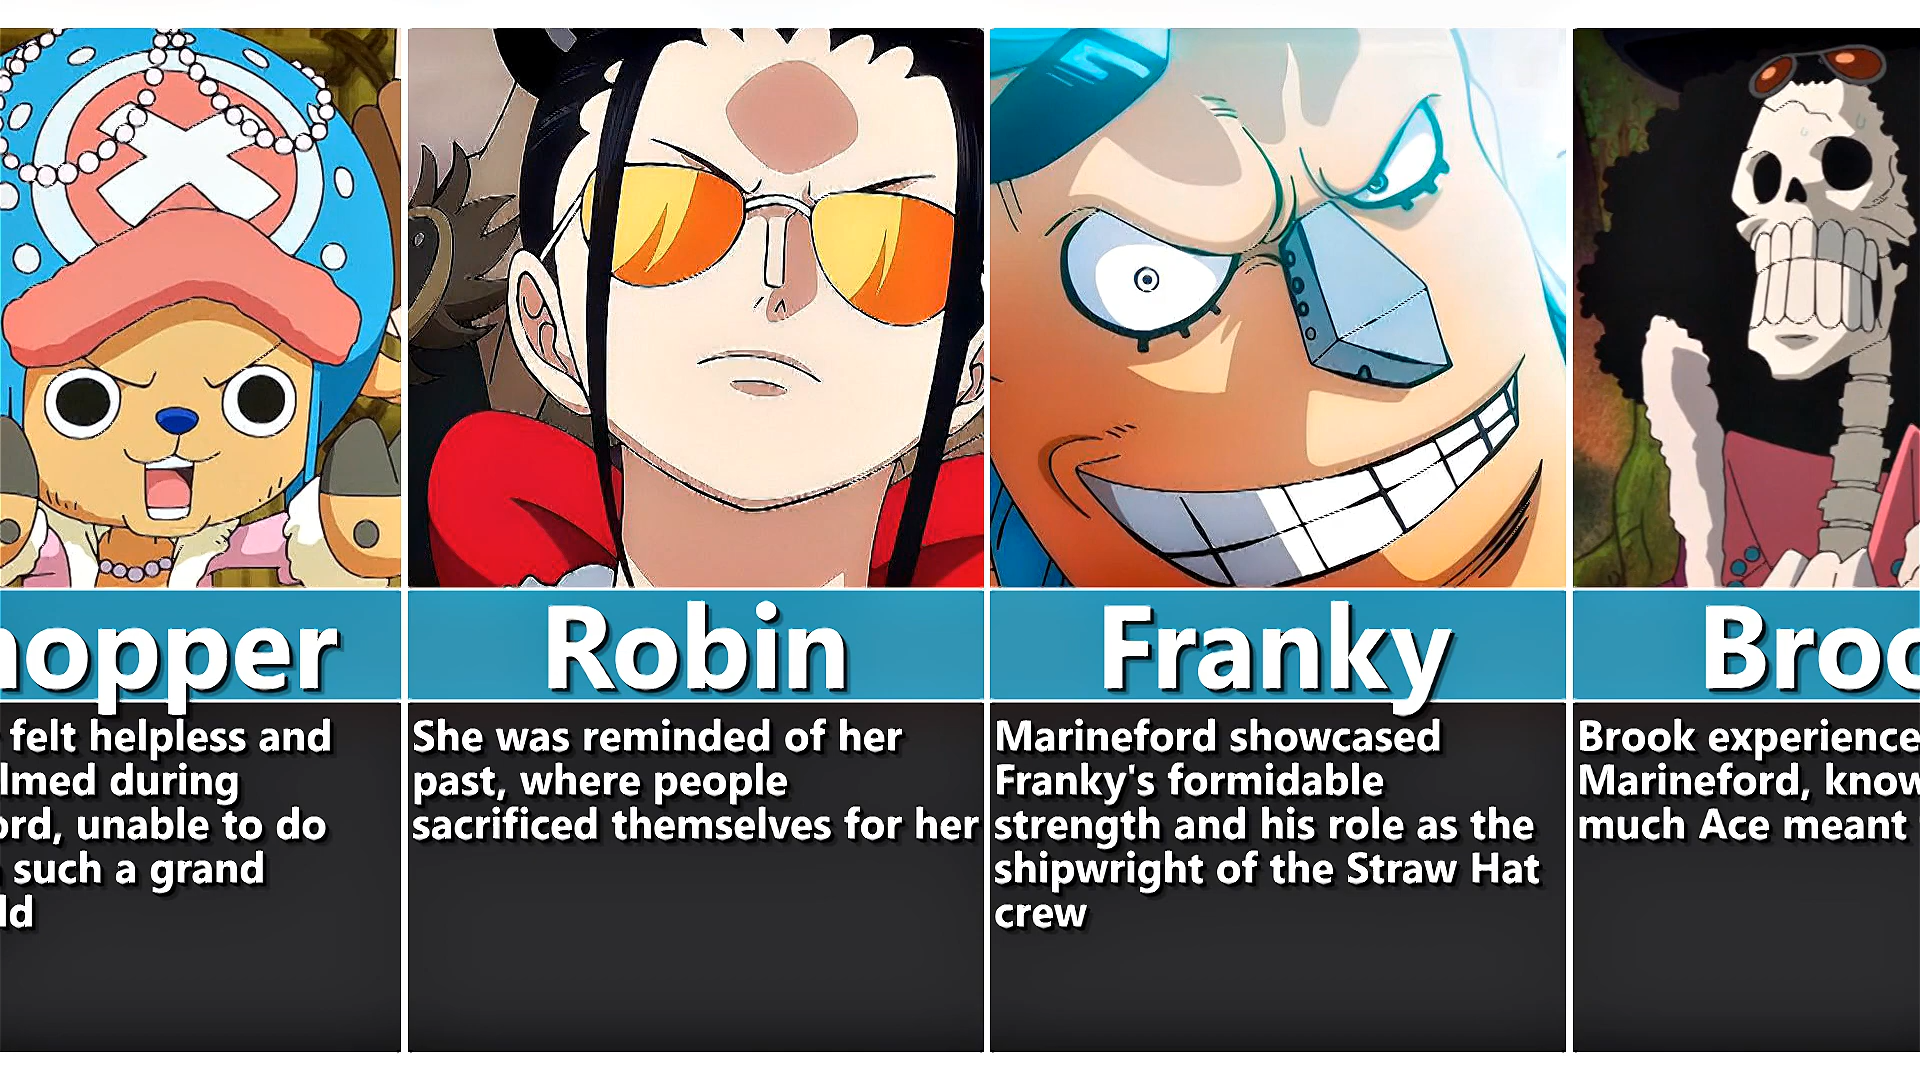 hopper
felt helpless and
lmed during
ord, unable to do
such a grand
ld
Robin
She was reminded of her
past, where people
sacrificed themselves for her
Franky
Marineford showcased
Franky's formidable
strength and his role as the
shipwright of the Straw Hat
crew
Broo
Brook experience
Marineford, know
much Ace meant